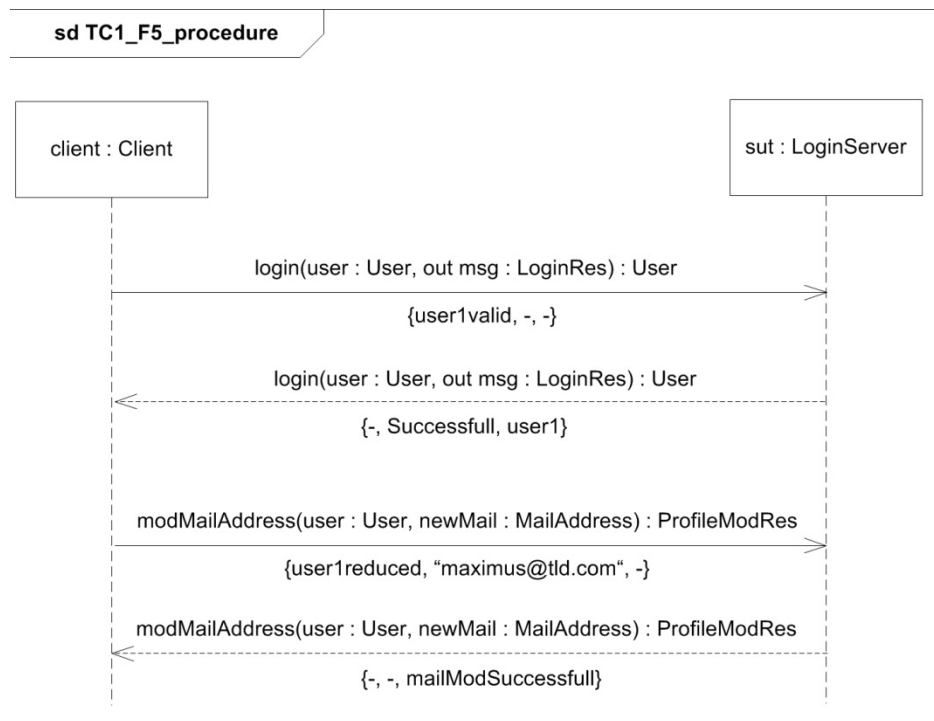 sd TC1_F5_procedure
client : Client
sut : LoginServer
login(user : User, out msg : LoginRes) : User
{user1valid, -, -}
login(user : User, out msg : LoginRes) : User
{-, Successfull, user1}
modMailAddress(user : User, newMail : MailAddress) : ProfileModRes
{user1reduced, “maximus@tld.com“, -}
modMailAddress(user : User, newMail : MailAddress) : ProfileModRes
{-, -, mailModSuccessfull}